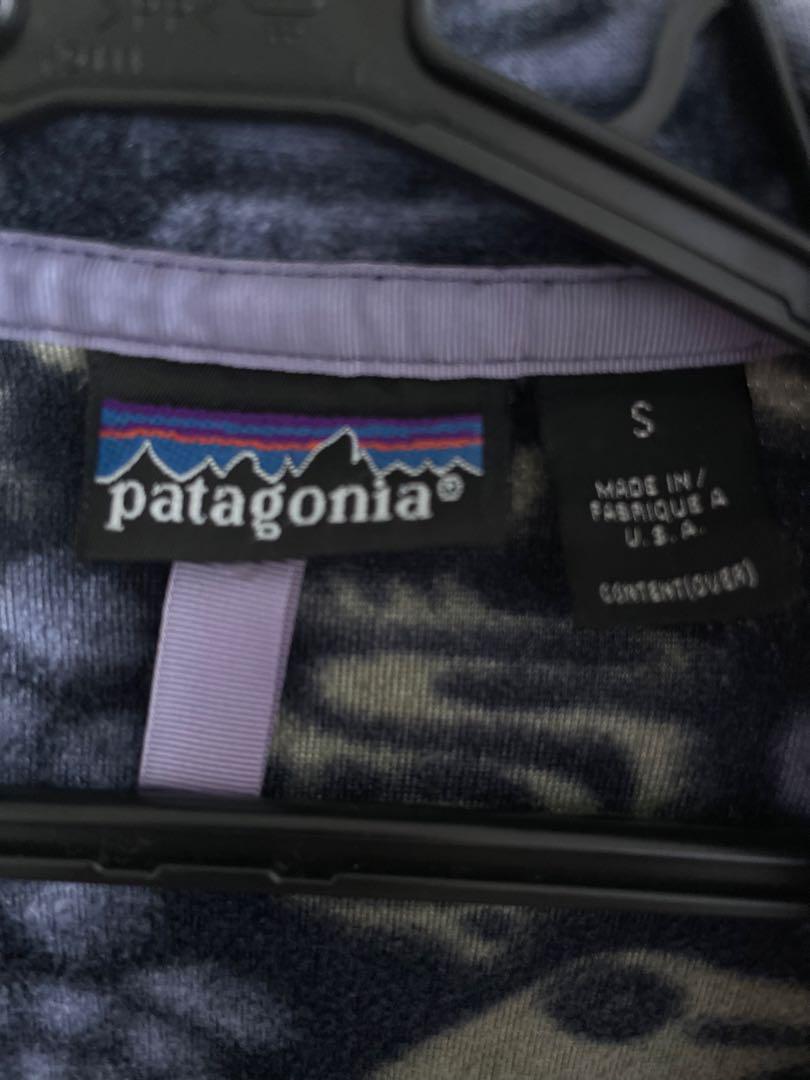 patagonia®
S
MADE IN/
FABRIQUE A
U.S.A.
CONTENT(OVER)